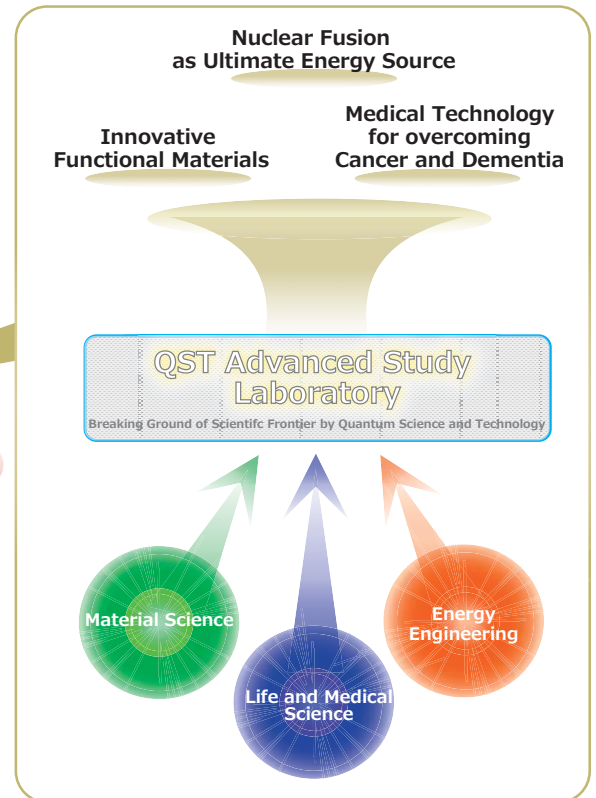 Nuclear Fusion
as Ultimate Energy Source
Innovative
Functional Materials
Medical Technology
for overcoming
Cancer and Dementia
QST Advanced Study
Laboratory
Breaking Ground of Scientifc Frontier by Quantum Science and Technology
Material Science
Life and Medical
Science
Energy
Engineering